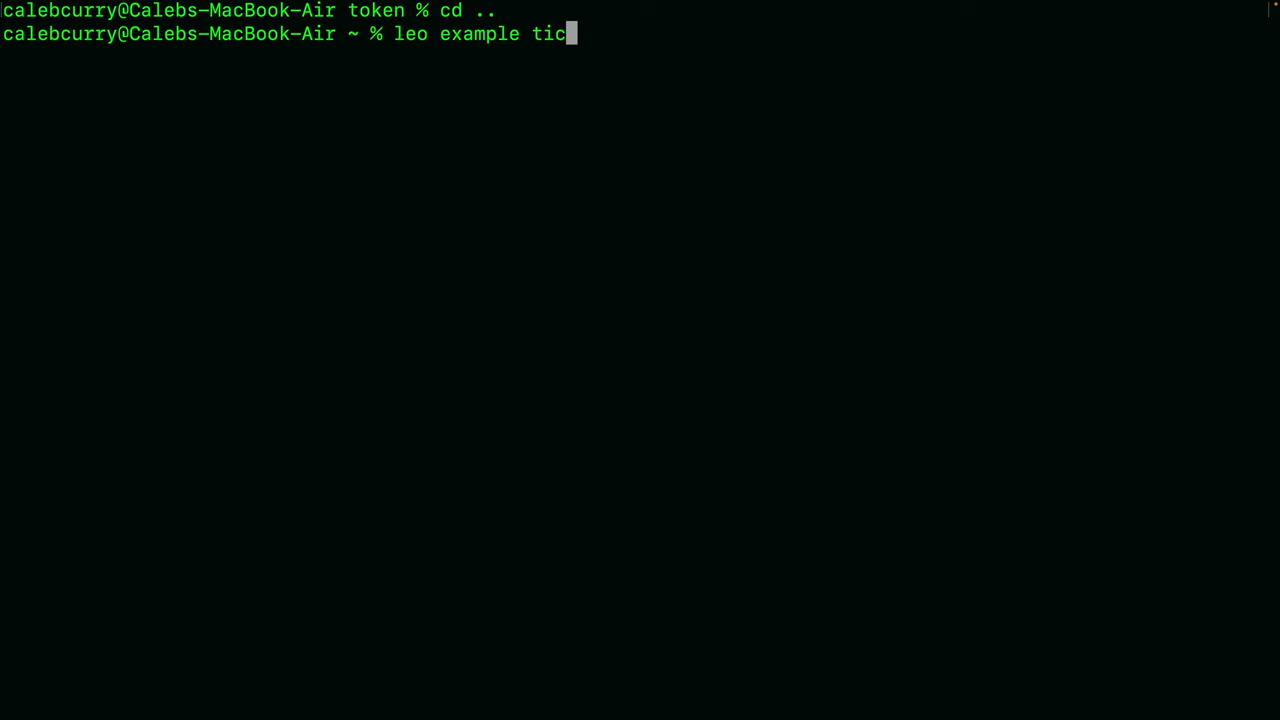 calebcurry@Calebs-MacBook-Air token % cd ..
calebcurry@Calebs-MacBook-Air ~ % leo example tic